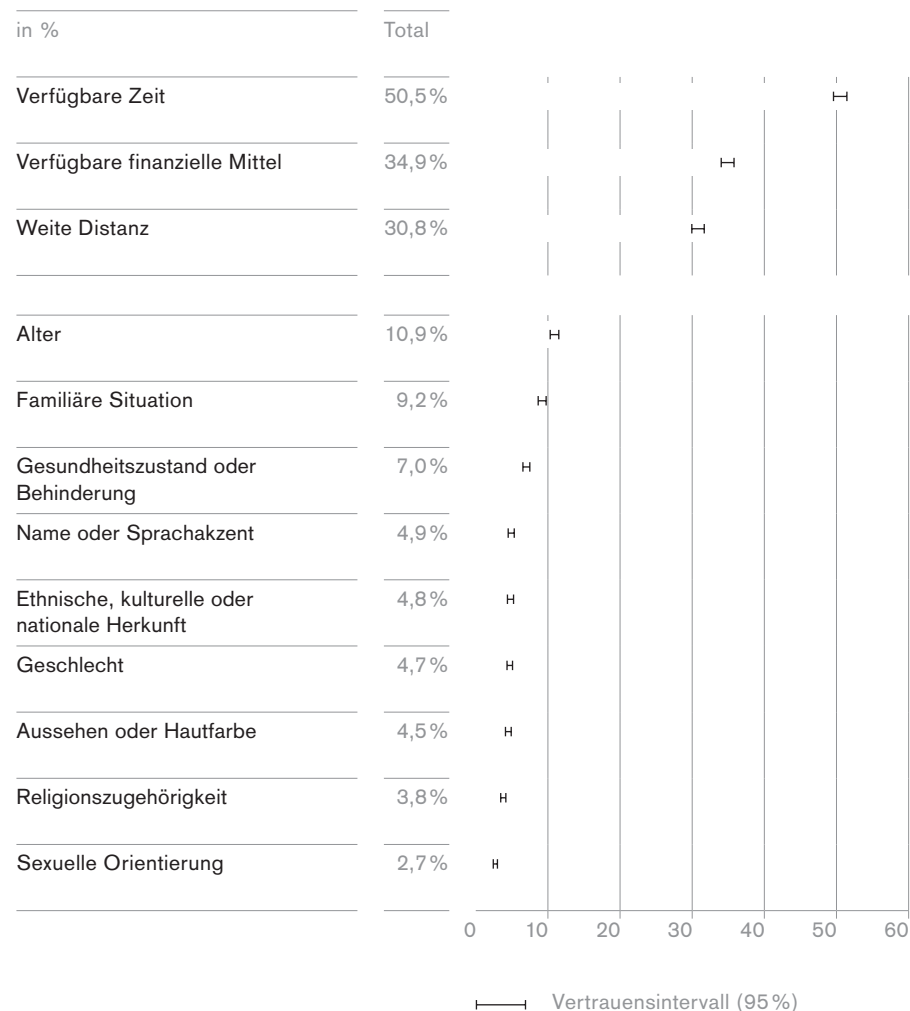 in % Total
Verfügbare Zeit 50,5%
Verfügbare finanzielle Mittel 34,9%
Weite Distanz 30,8%
Alter 10,9%
Familiäre Situation 9,2%
Gesundheitszustand oder 7,0%
Behinderung
Name oder Sprachakzent 4,9%
Ethnische, kulturelle oder 4,8%
nationale Herkunft
Geschlecht 4,7%
Aussehen oder Hautfarbe 4,5%
Religionszugehörigkeit 3,8%
Sexuelle Orientierung 2,7%
0 10 20 30 40 50 60
Vertrauensintervall (95%)